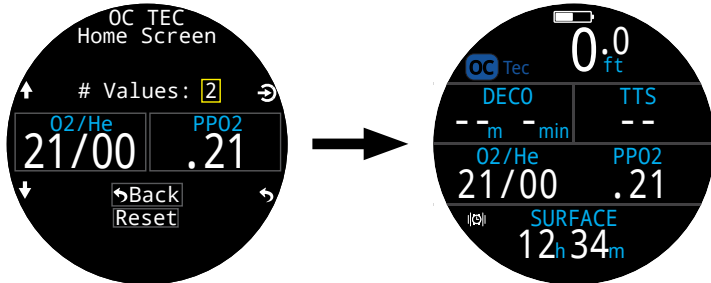 OC TEC
Home Screen
# Values: 2
O2/He PPO2
21/00 .21
Back
Reset
0.0
ft
OC Tec
DECO TTS
--m -min --
O2/He PPO2
21/00 .21
SURFACE
12h 34m